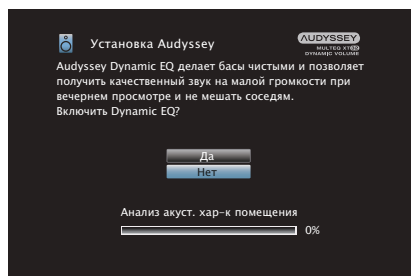 Установка Audyssey
AUDYSSEY
MULTEQ XT32
DYNAMIC VOLUME
Audyssey Dynamic EQ делает басы чистыми и позволяет
получить качественный звук на малой громкости при
вечернем просмотре и не мешать соседям.
Включить Dynamic EQ?
Да
Нет
Анализ акуст. хар-к помещения
0%